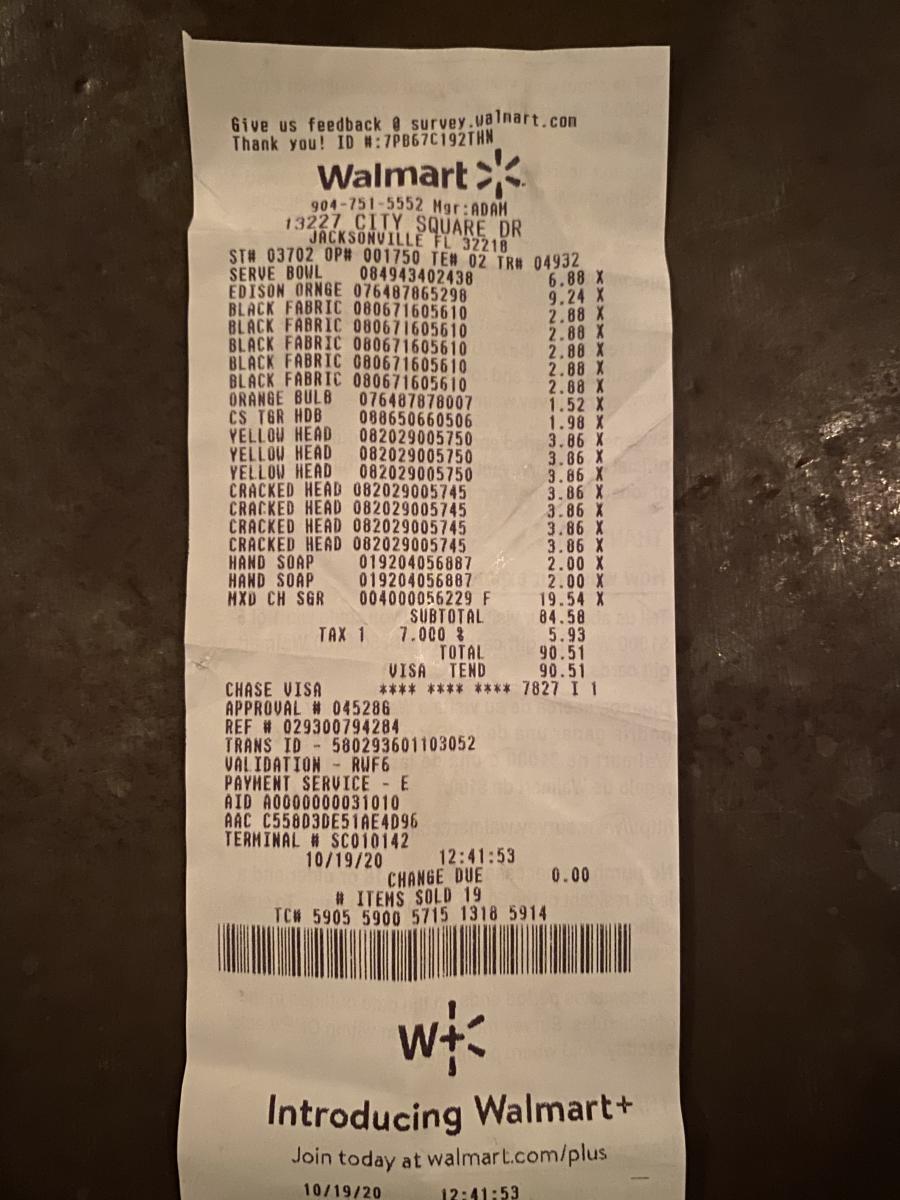 Give us feedback @ survey.walmart.com
Thank you! ID #:7PB67C192THN
Walmart
904-751-5552 Mgr:ADAM
13227 CITY SQUARE DR
JACKSONVILLE FL 32218
ST# 03702 OP# 001750 TE# 02 TR# 04932
SERVE BOWL 084943402438 6.88 X
EDISON ORNGE 076487865298 9.24 X
BLACK FABRIC 080671605610 2.88 X
BLACK FABRIC 080671605610 2.88 X
BLACK FABRIC 080671605610 2.88 X
BLACK FABRIC 080671605610 2.88 X
BLACK FABRIC 080671605610 2.88 X
ORANGE BULB 076487878007 1.52 X
CS TGR HDB 088650660506 1.98 X
YELLOW HEAD 082029005750 3.86 X
YELLOW HEAD 082029005750 3.86 X
YELLOW HEAD 082029005750 3.86 X
CRACKED HEAD 082029005745 3.86 X
CRACKED HEAD 082029005745 3.86 X
CRACKED HEAD 082029005745 3.86 X
CRACKED HEAD 082029005745 3.86 X
HAND SOAP 019204056887 2.00 X
HAND SOAP 019204056887 2.00 X
MXD CH SGR 004000056229 F 19.54 X
SUBTOTAL 84.58
TAX 1 7.000 % 5.93
TOTAL 90.51
VISA TEND 90.51
CHASE VISA **** **** **** 7827 I 1
APPROVAL # 04528G
REF # 029300794284
TRANS ID - 580293601103052
VALIDATION - RWF6
PAYMENT SERVICE - E
AID A0000000031010
AAC C558D3DE51AE4D96
TERMINAL # SC010142
10/19/20 12:41:53
CHANGE DUE 0.00
# ITEMS SOLD 19
TC# 5905 5900 5715 1318 5914
W+
Introducing Walmart+
Join today at walmart.com/plus
10/19/20 12:41:53